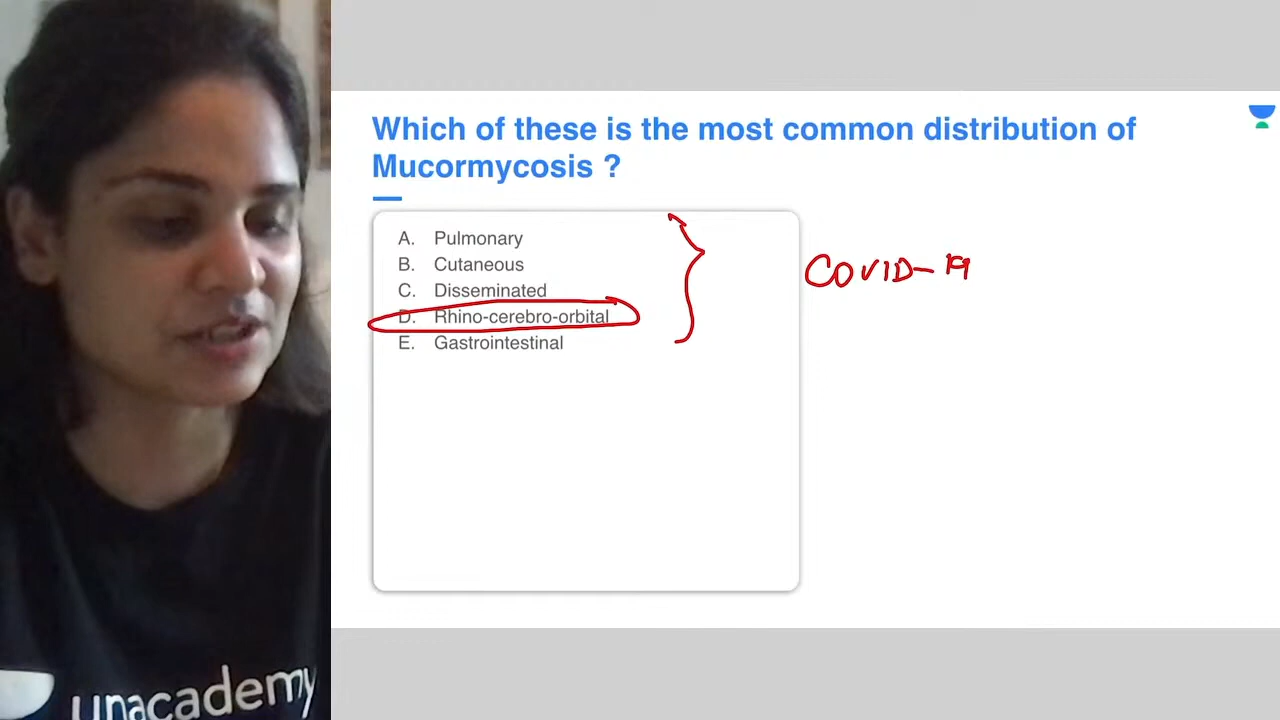 Which of these is the most common distribution of
Mucormycosis ?
A. Pulmonary
B. Cutaneous
C. Disseminated
D. Rhino-cerebro-orbital
E. Gastrointestinal
COVID-19
unacademy